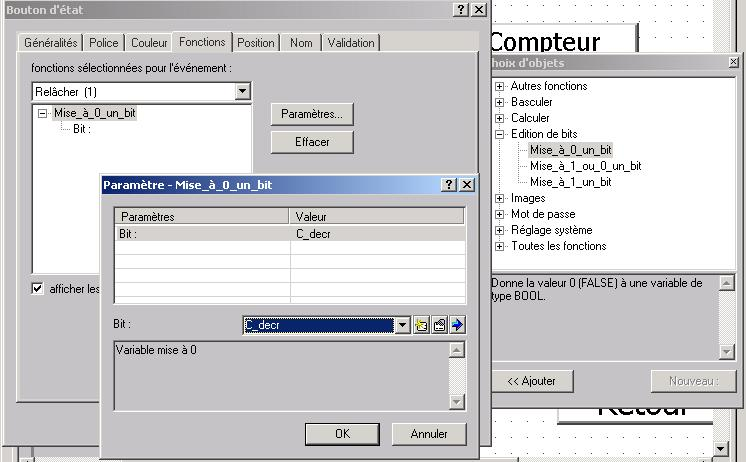 Bouton d'état
Généralités
Police
Couleur
Fonctions
Position
Nom
Validation
fonctions sélectionnées pour l'événement :
Relâcher (1)
Mise_à_0_un_bit
Bit :
Paramètres...
Effacer
afficher les
Paramètre - Mise_à_0_un_bit
Paramètres Valeur
Bit : C_decr
Bit : C_decr
Variable mise à 0
OK
Annuler
Compteur
hoix d'objets
Autres fonctions
Basculer
Calculer
Edition de bits
Mise_à_0_un_bit
Mise_à_1_ou_0_un_bit
Mise_à_1_un_bit
Images
Mot de passe
Réglage système
Toutes les fonctions
Donne la valeur 0 (FALSE) à une variable de
type BOOL.
<< Ajouter
Nouveau :
Retour